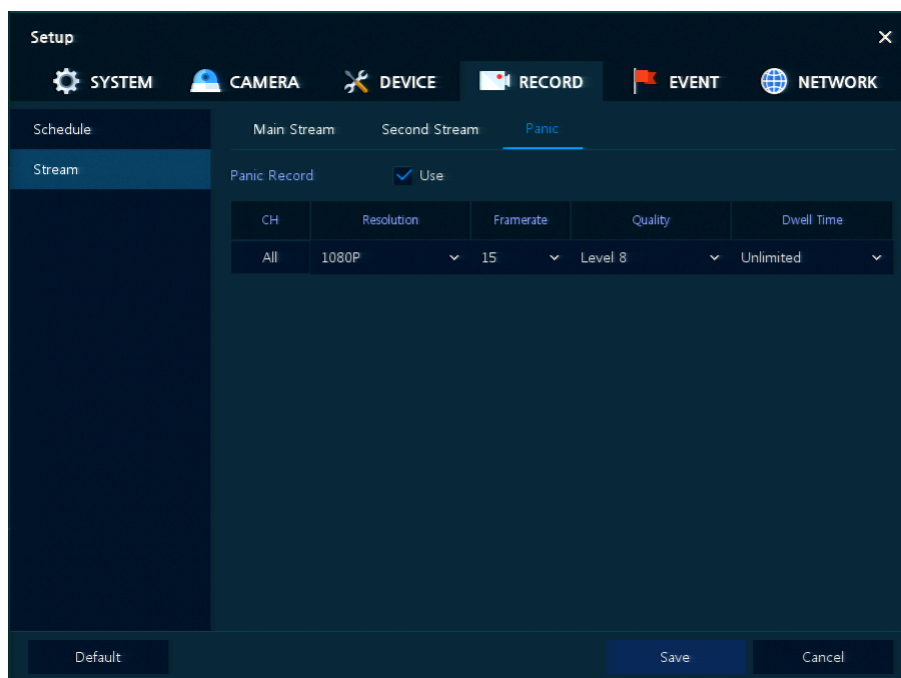 Setup
SYSTEM CAMERA DEVICE RECORD EVENT NETWORK
Schedule Main Stream Second Stream Panic
Stream Panic Record Use
CH Resolution Framerate Quality Dwell Time
All 1080P 15 Level 8 Unlimited
Default Save Cancel